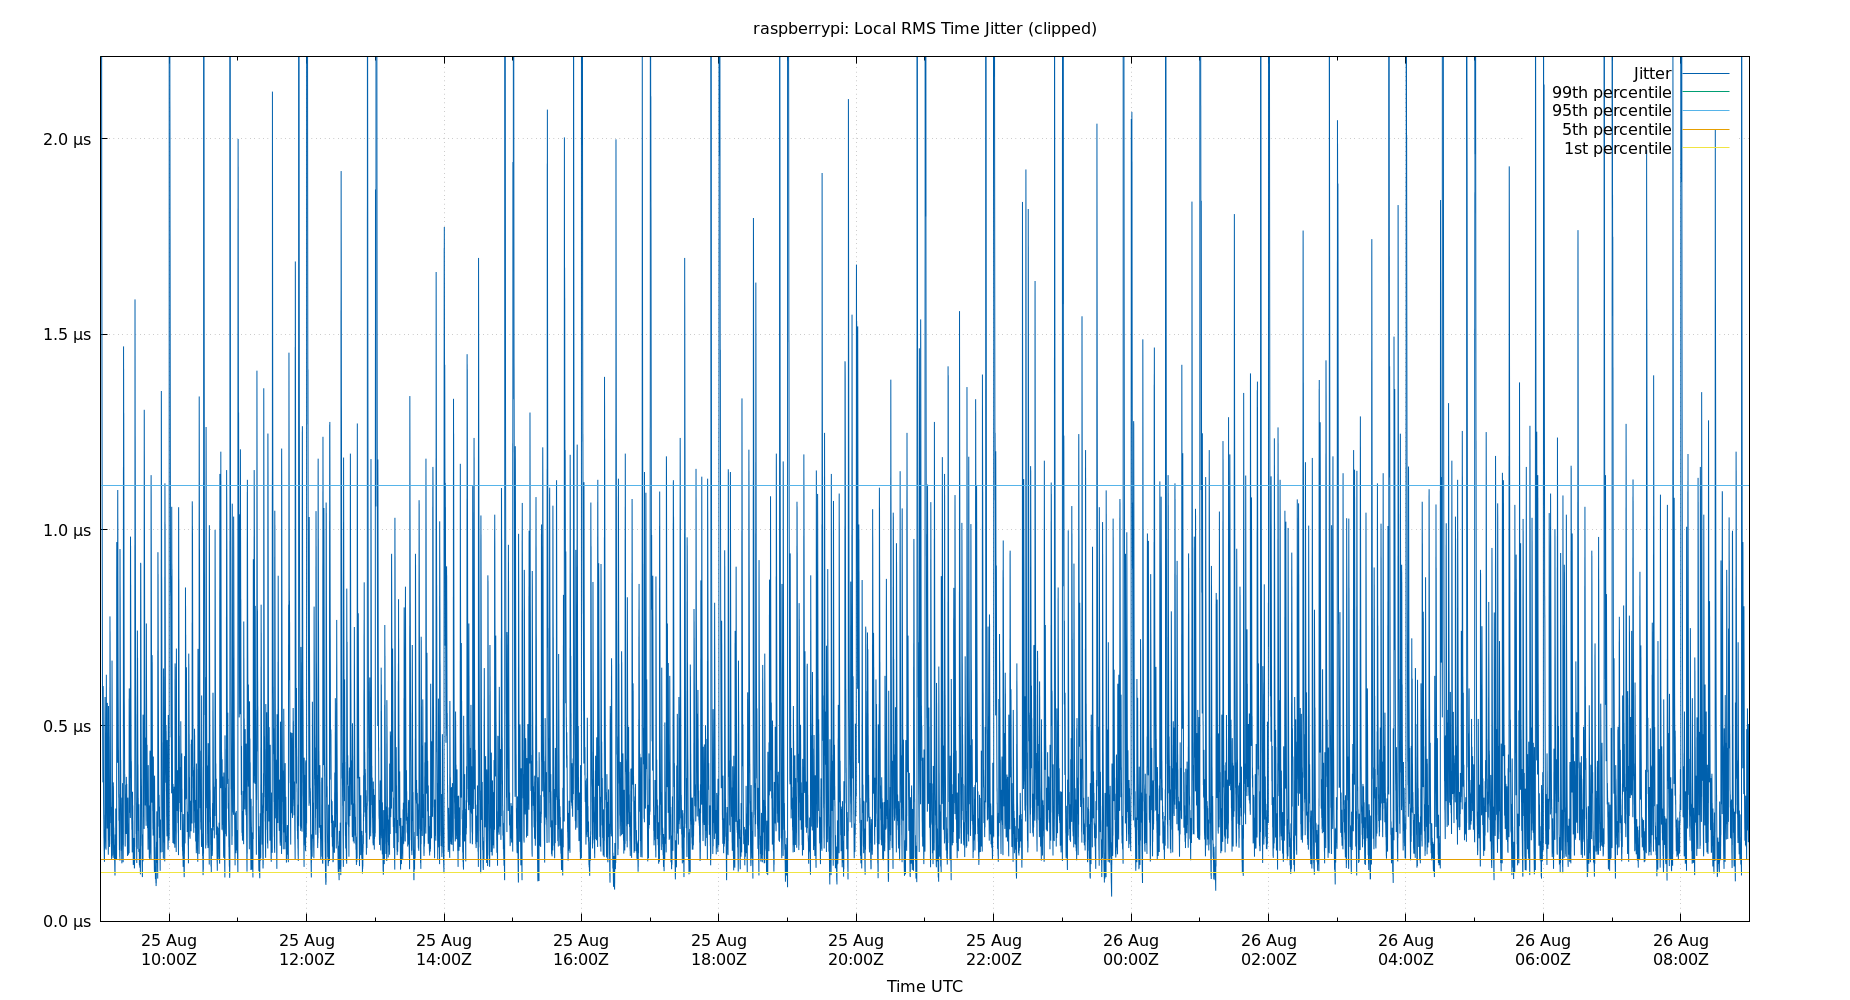 raspberrypi: Local RMS Time Jitter (clipped)
Jitter
99th percentile
95th percentile
5th percentile
1st percentile
2.0 µs
1.5 µs
1.0 µs
0.5 µs
0.0 µs
25 Aug 25 Aug 25 Aug 25 Aug 25 Aug 25 Aug 25 Aug 26 Aug 26 Aug 26 Aug 26 Aug 26 Aug
10:00Z 12:00Z 14:00Z 16:00Z 18:00Z 20:00Z 22:00Z 00:00Z 02:00Z 04:00Z 06:00Z 08:00Z
Time UTC